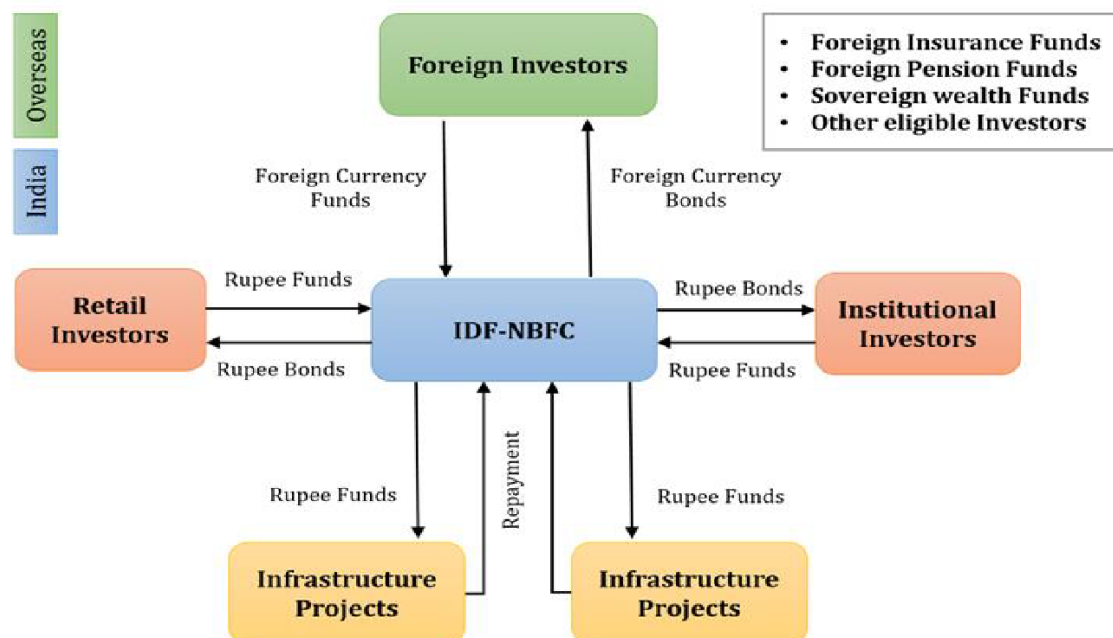 Overseas
India
Foreign Investors
• Foreign Insurance Funds
• Foreign Pension Funds
• Sovereign wealth Funds
• Other eligible Investors
Foreign Currency
Funds
Foreign Currency
Bonds
Retail
Investors
Rupee Funds
Rupee Bonds
IDF-NBFC
Rupee Bonds
Rupee Funds
Institutional
Investors
Rupee Funds
Repayment
Rupee Funds
Infrastructure
Projects
Infrastructure
Projects